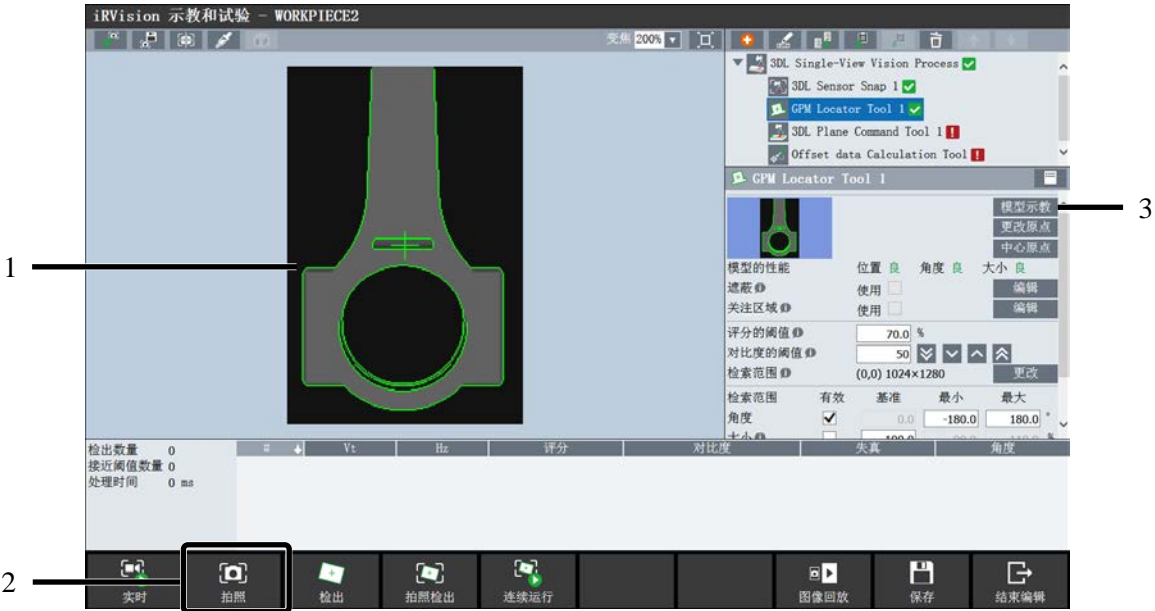 iRVision 示教和试验 - WORKPIECE2
变焦 200%
3DL Single-View Vision Process
3DL Sensor Snap 1
GPM Locator Tool 1
3DL Plane Command Tool 1
Offset data Calculation Tool
GPM Locator Tool 1
模型示教
3
更改原点
中心原点
1
模型的性能 位置 良 角度 良 大小 良
遮蔽 使用 编辑
关注区域 使用 编辑
评分的阈值 70.0 %
对比度的阈值 50
检索范围 (0,0) 1024×1280 更改
检索范围 有效 基准 最小 最大
角度 0.0 -180.0 180.0 °
检出数量 0
接近阈值数量 0
处理时间 0 ms
# Vt Hz 评分 对比度 失真 角度
2
实时 拍照 检出 拍照检出 连续运行 图像回放 保存 结束编辑